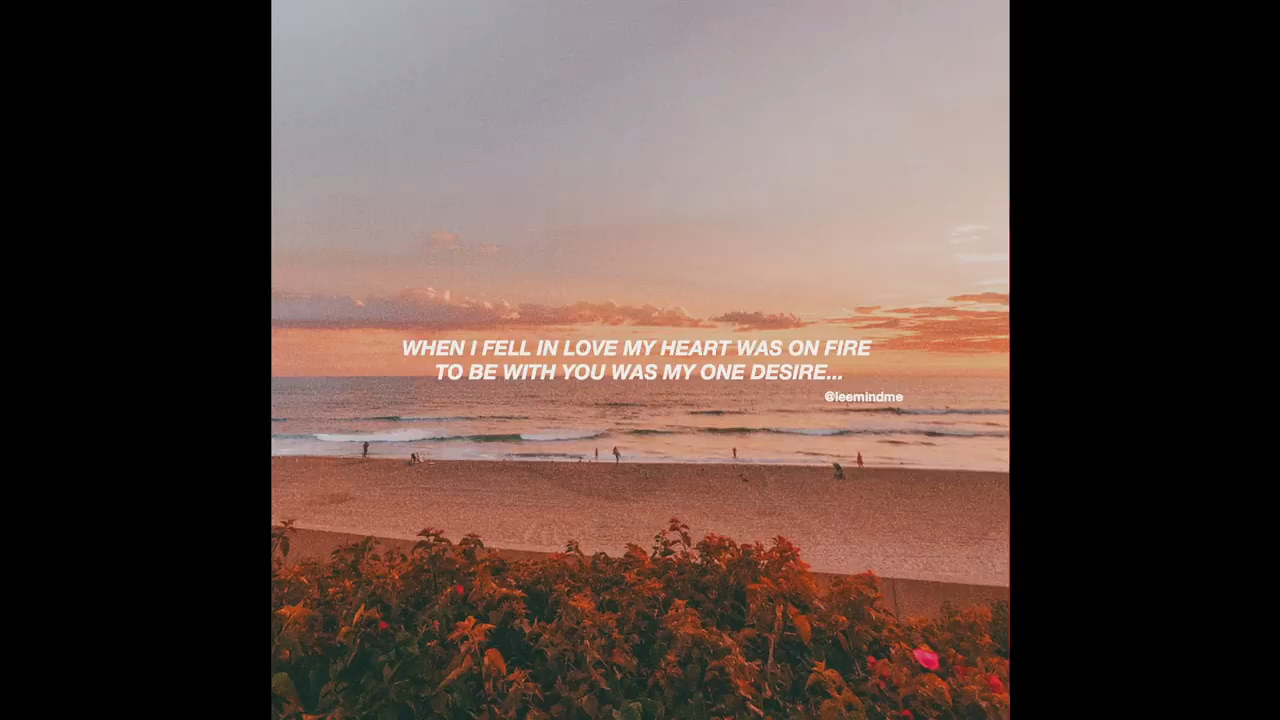 WHEN I FELL IN LOVE MY HEART WAS ON FIRE
TO BE WITH YOU WAS MY ONE DESIRE...
@leemindme